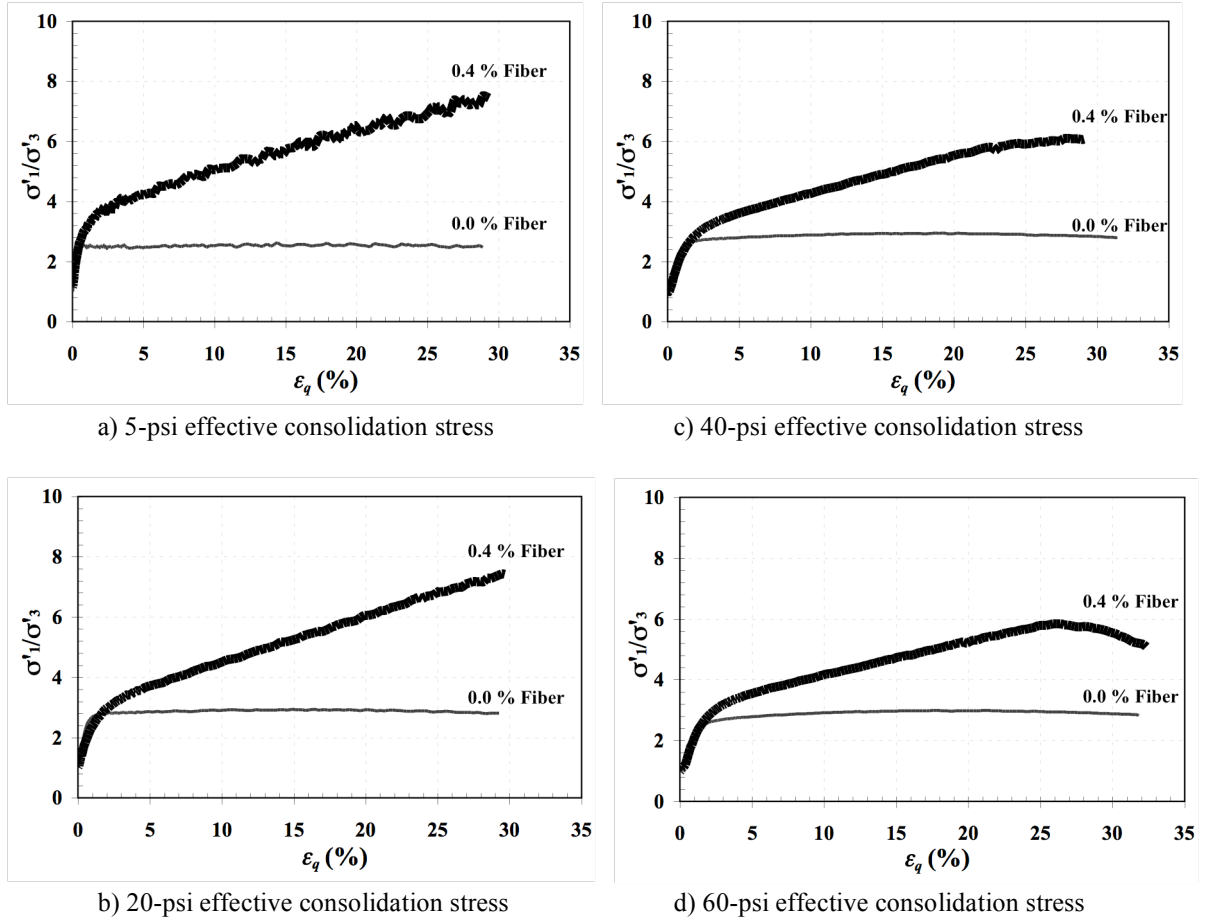 10
8
6
4
2
0
σ'1/σ'3
0.4 % Fiber
0.0 % Fiber
0 5 10 15 20 25 30 35
εq (%)
a) 5-psi effective consolidation stress
10
8
6
4
2
0
σ'1/σ'3
0.4 % Fiber
0.0 % Fiber
0 5 10 15 20 25 30 35
εq (%)
c) 40-psi effective consolidation stress
10
8
6
4
2
0
σ'1/σ'3
0.4 % Fiber
0.0 % Fiber
0 5 10 15 20 25 30 35
εq (%)
b) 20-psi effective consolidation stress
10
8
6
4
2
0
σ'1/σ'3
0.4 % Fiber
0.0 % Fiber
0 5 10 15 20 25 30 35
εq (%)
d) 60-psi effective consolidation stress